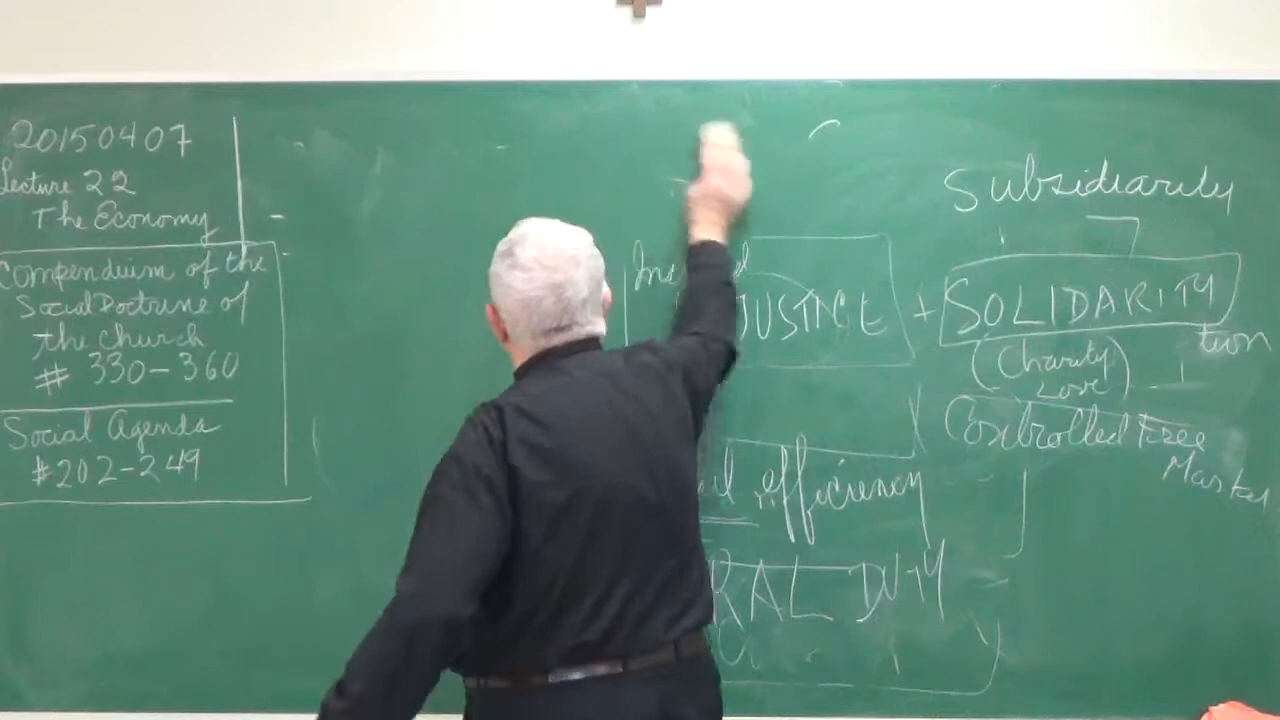 20150407
Lecture 22
The Economy
Compendium of the
Social Doctrine of
the Church
# 330-360
Social Agenda
#202-249
JUSTICE + SOLIDARITY
Subsidiarity
tion
(Charity
Love)
Controlled Free
Market
efficiency
DUTY